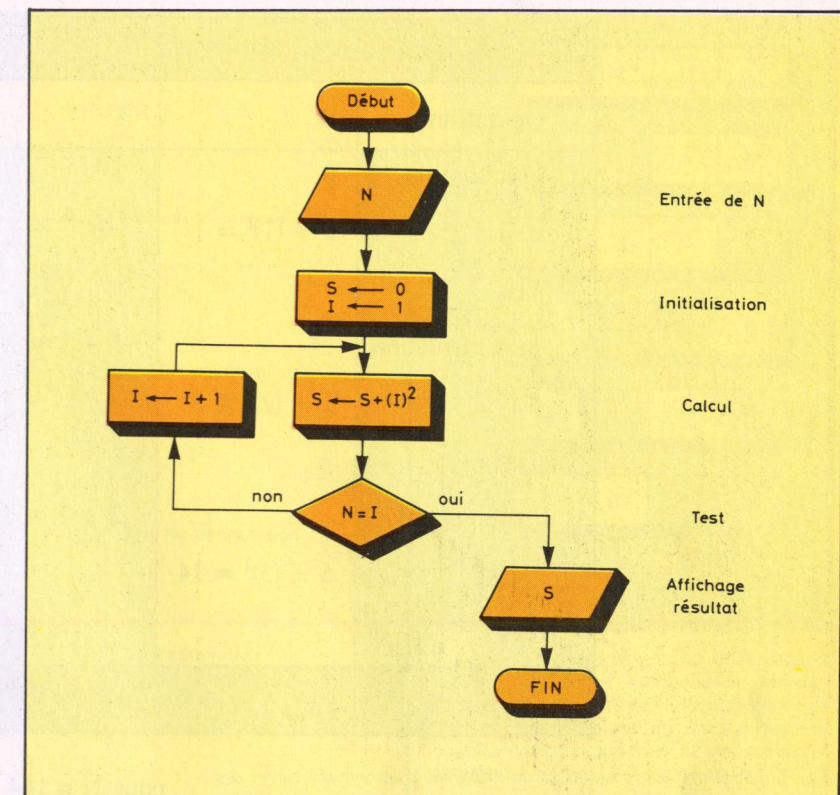 Début
N
Entrée de N
S ← 0
I ← 1
Initialisation
I ← I + 1
S ← S + (I)²
Calcul
non
N = I
oui
Test
S
Affichage
résultat
FIN